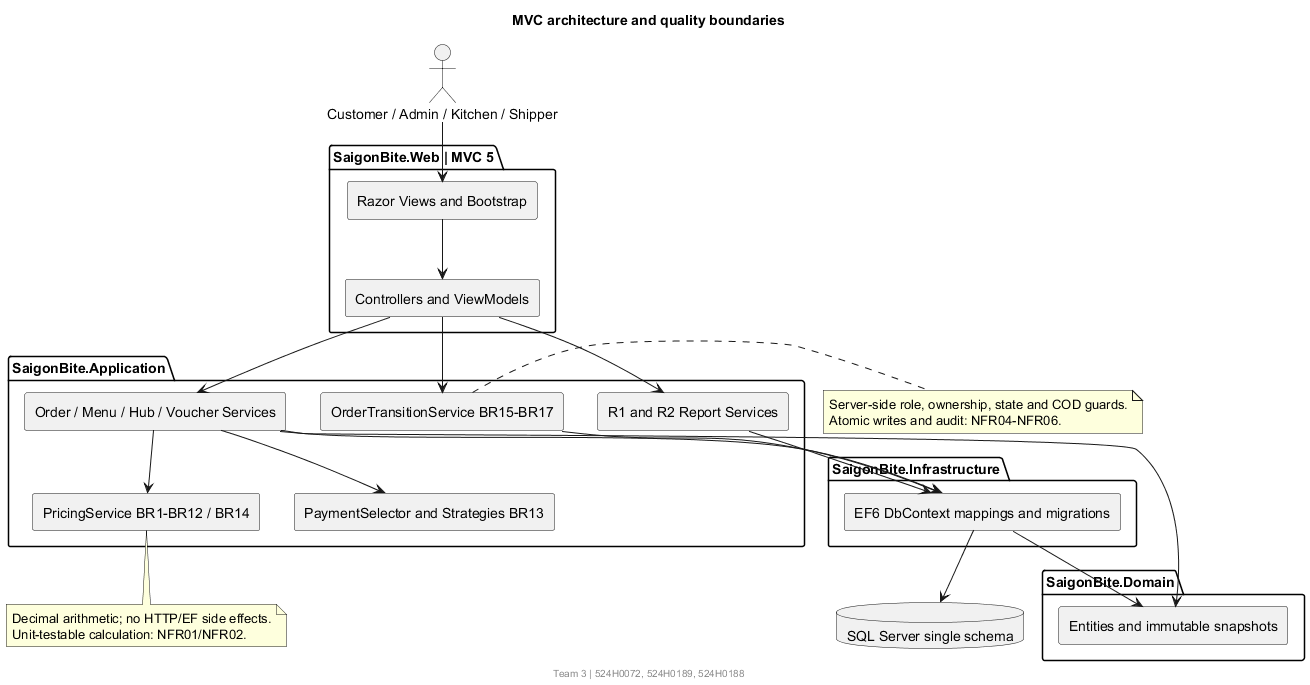 MVC architecture and quality boundaries
Customer / Admin / Kitchen / Shipper
SaigonBite.Web | MVC 5
Razor Views and Bootstrap
Controllers and ViewModels
SaigonBite.Application
Order / Menu / Hub / Voucher Services
OrderTransitionService BR15-BR17
R1 and R2 Report Services
Server-side role, ownership, state and COD guards.
Atomic writes and audit: NFR04-NFR06.
SaigonBite.Infrastructure
PricingService BR1-BR12 / BR14
PaymentSelector and Strategies BR13
EF6 DbContext mappings and migrations
SaigonBite.Domain
Decimal arithmetic; no HTTP/EF side effects.
Unit-testable calculation: NFR01/NFR02.
SQL Server single schema
Entities and immutable snapshots
Team 3 | 524H0072, 524H0189, 524H0188